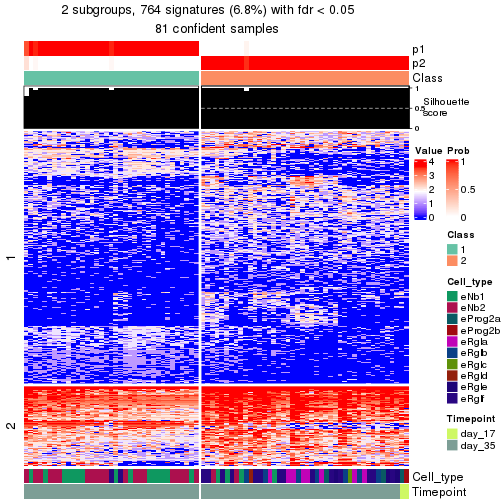 2 subgroups, 764 signatures (6.8%) with fdr < 0.05
81 confident samples
p1
p2
Class
1
0.5
0
Silhouette
score
1
2
Cell_type
Timepoint
Value
4
3
2
1
0
Prob
1
0.5
0
Class
1
2
Cell_type
eNb1
eNb2
eProg2a
eProg2b
eRgla
eRglb
eRglc
eRgld
eRgle
eRglf
Timepoint
day_17
day_35